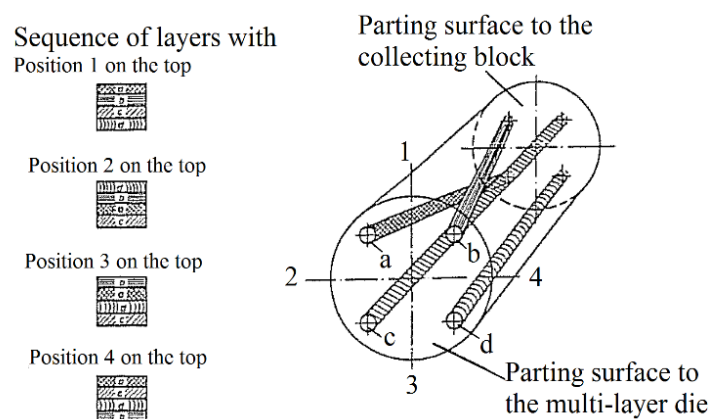 Sequence of layers with
Position 1 on the top
a
b
c
d
Position 2 on the top
Position 3 on the top
Position 4 on the top
Parting surface to the
collecting block
1
a
b
2
4
c
d
3
Parting surface to
the multi-layer die